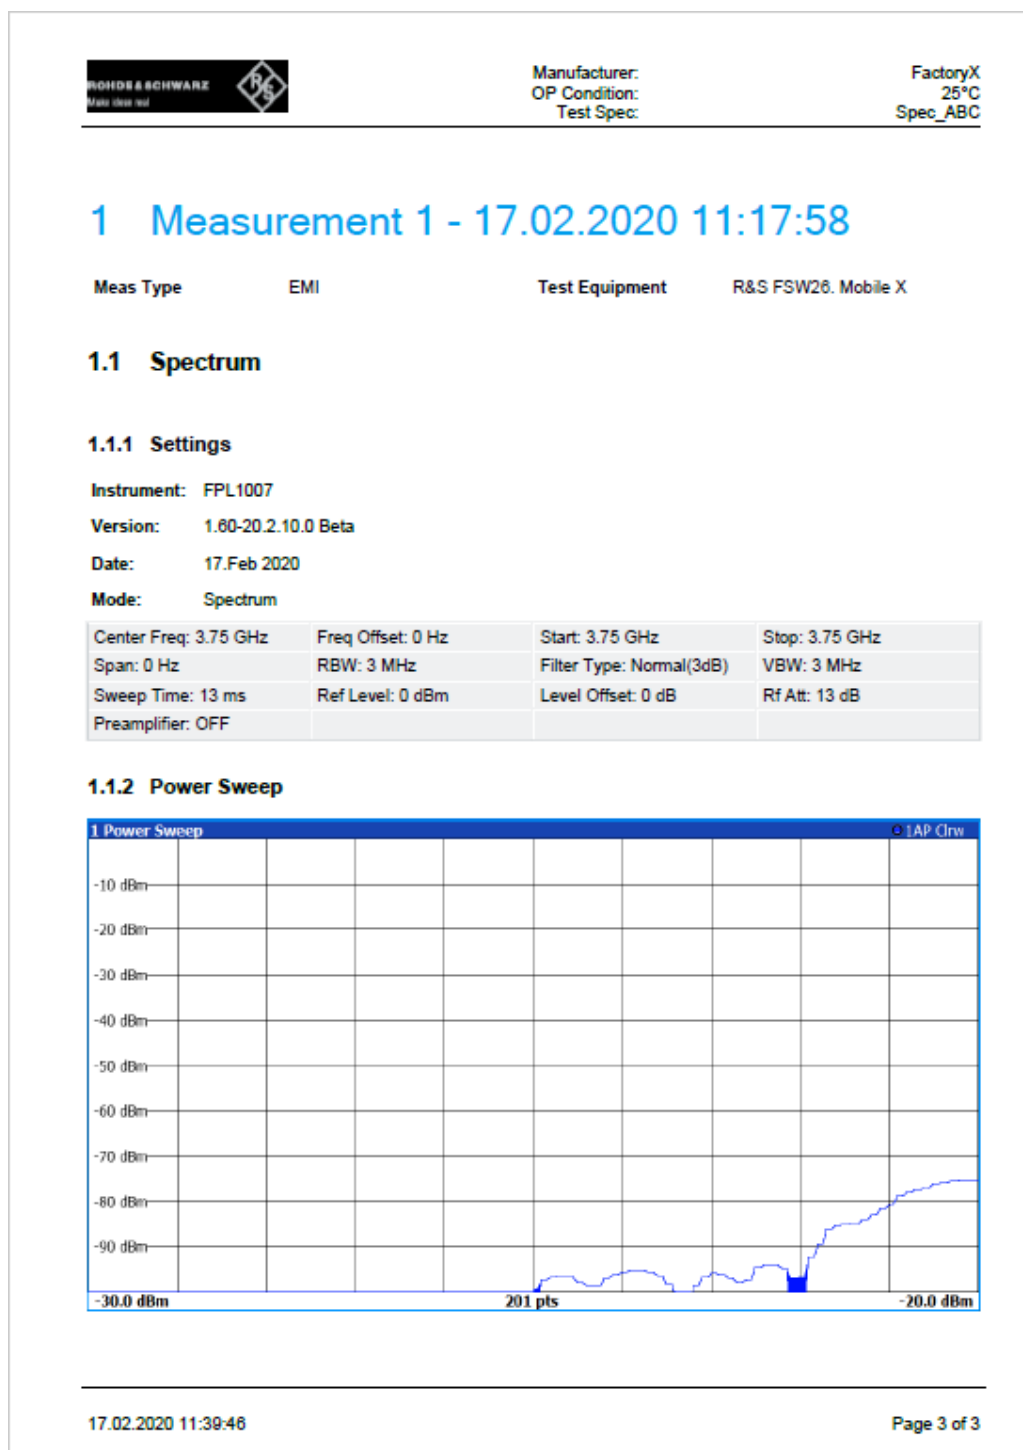 ROHDE & SCHWARZ
Make ideas real
R&S
Manufacturer: FactoryX
OP Condition: 25°C
Test Spec: Spec_ABC
1 Measurement 1 - 17.02.2020 11:17:58
Meas Type EMI Test Equipment R&S FSW26. Mobile X
1.1 Spectrum
1.1.1 Settings
Instrument: FPL1007
Version: 1.60-20.2.10.0 Beta
Date: 17.Feb 2020
Mode: Spectrum
Center Freq: 3.75 GHz Freq Offset: 0 Hz Start: 3.75 GHz Stop: 3.75 GHz
Span: 0 Hz RBW: 3 MHz Filter Type: Normal(3dB) VBW: 3 MHz
Sweep Time: 13 ms Ref Level: 0 dBm Level Offset: 0 dB Rf Att: 13 dB
Preamplifier: OFF
1.1.2 Power Sweep
1 Power Sweep 1AP Clrw
-10 dBm
-20 dBm
-30 dBm
-40 dBm
-50 dBm
-60 dBm
-70 dBm
-80 dBm
-90 dBm
-30.0 dBm 201 pts -20.0 dBm
17.02.2020 11:39:46 Page 3 of 3